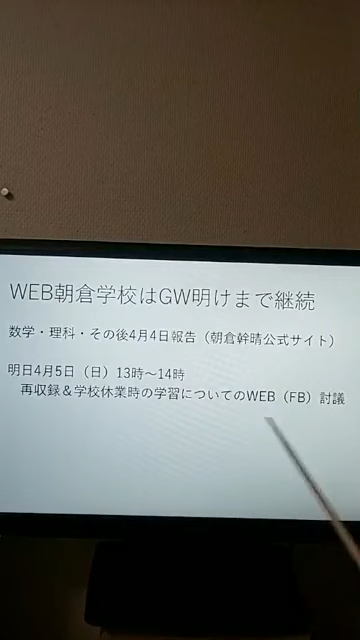 WEB朝倉学校はGW明けまで継続
数学・理科・その後4月4日報告（朝倉幹晴公式サイト）
明日4月5日（日）13時～14時
再収録＆学校休業時の学習についてのWEB（FB）討議